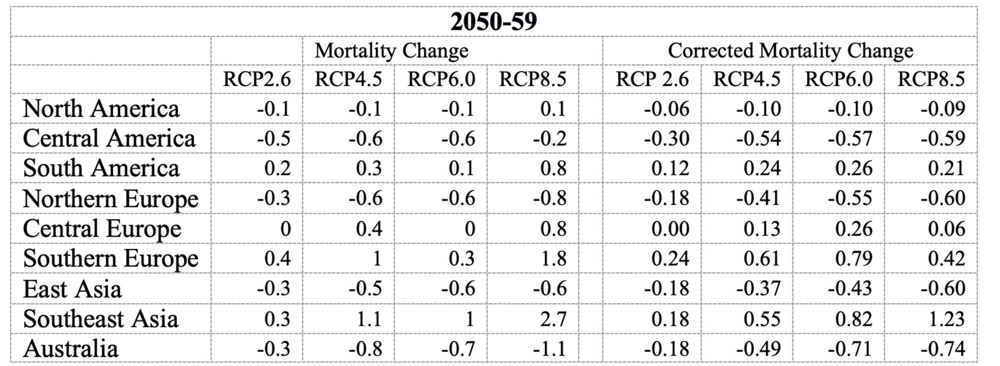 2050-59
Mortality Change Corrected Mortality Change
RCP2.6 RCP4.5 RCP6.0 RCP8.5 RCP 2.6 RCP4.5 RCP6.0 RCP8.5
North America -0.1 -0.1 -0.1 0.1 -0.06 -0.10 -0.10 -0.09
Central America -0.5 -0.6 -0.6 -0.2 -0.30 -0.54 -0.57 -0.59
South America 0.2 0.3 0.1 0.8 0.12 0.24 0.26 0.21
Northern Europe -0.3 -0.6 -0.6 -0.8 -0.18 -0.41 -0.55 -0.60
Central Europe 0 0.4 0 0.8 0.00 0.13 0.26 0.06
Southern Europe 0.4 1 0.3 1.8 0.24 0.61 0.79 0.42
East Asia -0.3 -0.5 -0.6 -0.6 -0.18 -0.37 -0.43 -0.60
Southeast Asia 0.3 1.1 1 2.7 0.18 0.55 0.82 1.23
Australia -0.3 -0.8 -0.7 -1.1 -0.18 -0.49 -0.71 -0.74